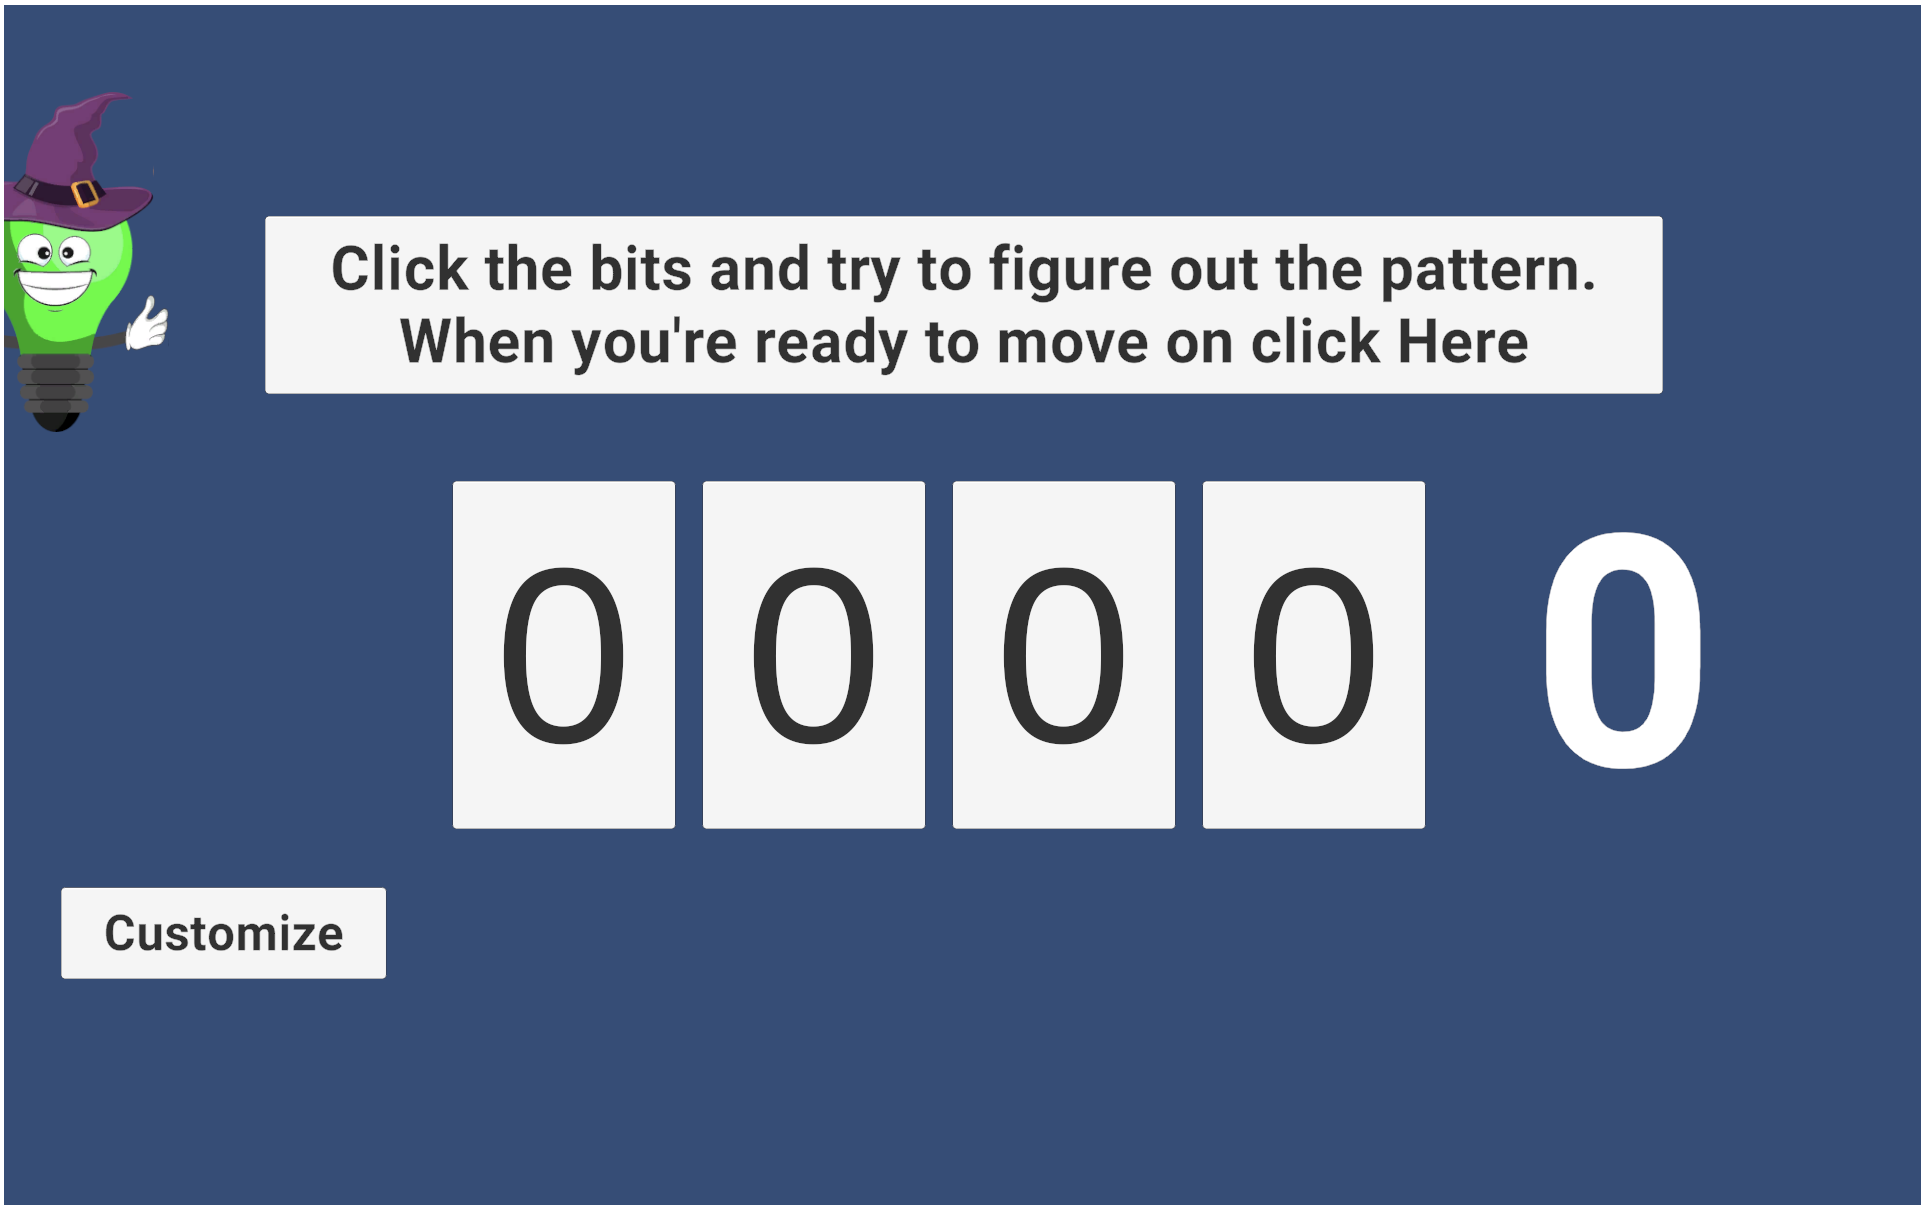 Click the bits and try to figure out the pattern.
When you're ready to move on click Here
0 0 0 0 0
Customize